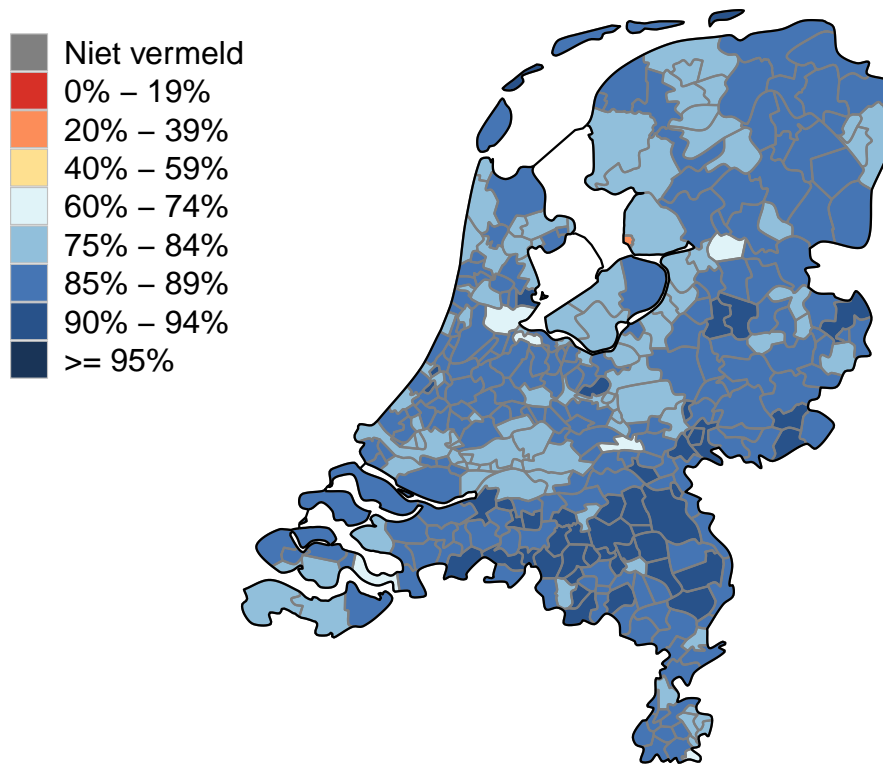 Niet vermeld
0% – 19%
20% – 39%
40% – 59%
60% – 74%
75% – 84%
85% – 89%
90% – 94%
>= 95%